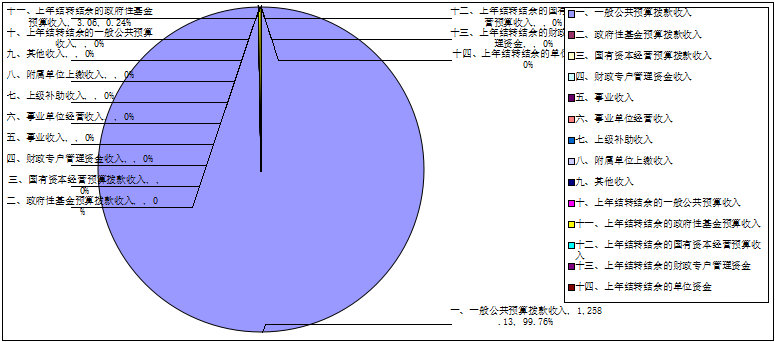 十一、上年结转结余的政府性基金
预算收入, 3.06, 0.24%
十、上年结转结余的一般公共预算
收入, , 0%
九、其他收入, , 0%
八、附属单位上缴收入, , 0%
七、上级补助收入, , 0%
六、事业单位经营收入, , 0%
五、事业收入, , 0%
四、财政专户管理资金收入, , 0%
三、国有资本经营预算拨款收入, ,
0%
二、政府性基金预算拨款收入, , 0
%
十二、上年结转结余的国有
营预算收入, , 0%
十三、上年结转结余的财政
理资金, , 0%
十四、上年结转结余的单
0%
一、一般公共预算拨款收入, 1,258
.13, 99.76%
一、一般公共预算拨款收入
二、政府性基金预算拨款收入
三、国有资本经营预算拨款收入
四、财政专户管理资金收入
五、事业收入
六、事业单位经营收入
七、上级补助收入
八、附属单位上缴收入
九、其他收入
十、上年结转结余的一般公共预算收入
十一、上年结转结余的政府性基金预算收入
十二、上年结转结余的国有资本经营预算收
入
十三、上年结转结余的财政专户管理资金
十四、上年结转结余的单位资金